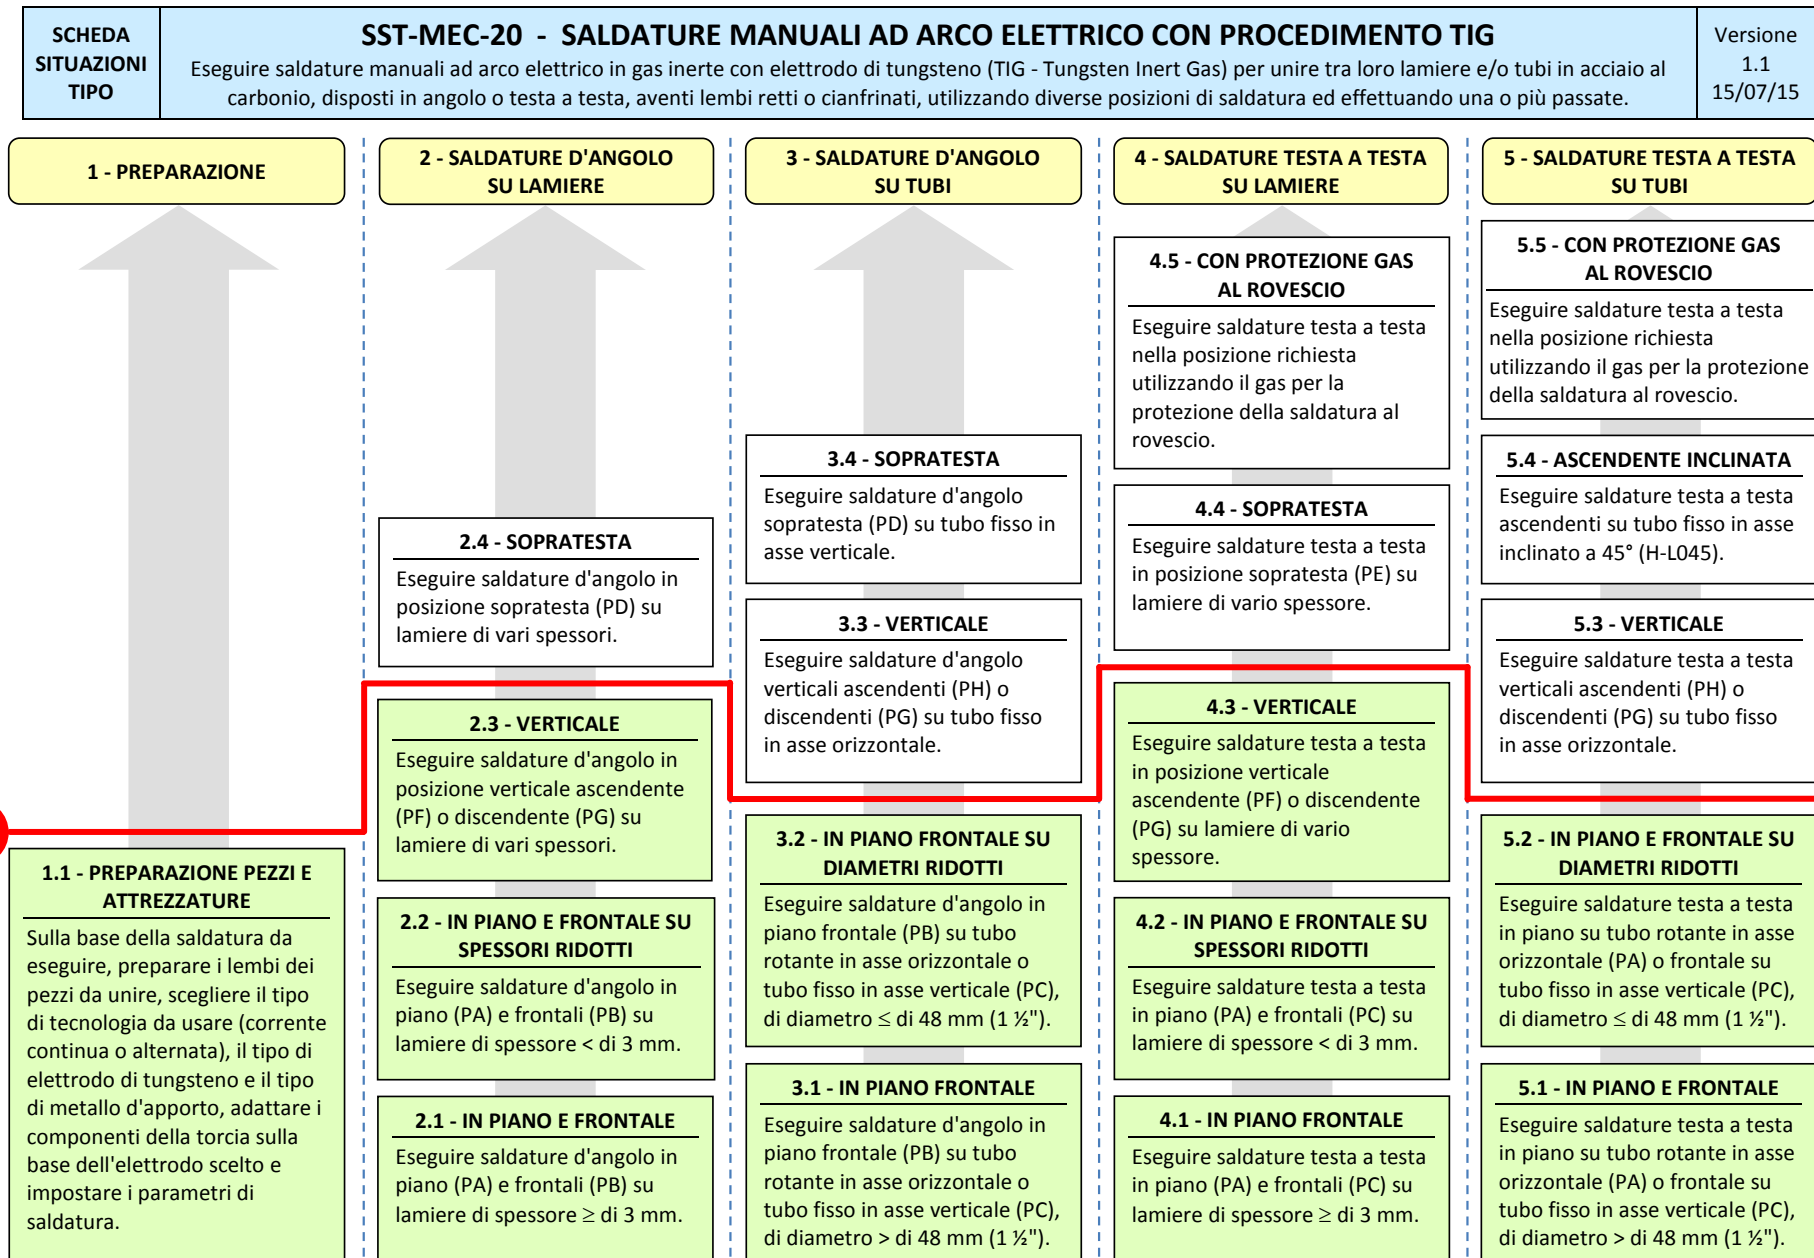 SCHEDA
SITUAZIONI
TIPO
SST-MEC-20 - SALDATURE MANUALI AD ARCO ELETTRICO CON PROCEDIMENTO TIG
Eseguire saldature manuali ad arco elettrico in gas inerte con elettrodo di tungsteno (TIG - Tungsten Inert Gas) per unire tra loro lamiere e/o tubi in acciaio al
carbonio, disposti in angolo o testa a testa, aventi lembi retti o cianfrinati, utilizzando diverse posizioni di saldatura ed effettuando una o più passate.
Versione
1.1
15/07/15
1 - PREPARAZIONE
1.1 - PREPARAZIONE PEZZI E
ATTREZZATURE
Sulla base della saldatura da
eseguire, preparare i lembi dei
pezzi da unire, scegliere il tipo
di tecnologia da usare (corrente
continua o alternata), il tipo di
elettrodo di tungsteno e il tipo
di metallo d'apporto, adattare i
componenti della torcia sulla
base dell'elettrodo scelto e
impostare i parametri di
saldatura.
2 - SALDATURE D'ANGOLO
SU LAMIERE
2.4 - SOPRATESTA
Eseguire saldature d'angolo in
posizione sopratesta (PD) su
lamiere di vari spessori.
2.3 - VERTICALE
Eseguire saldature d'angolo in
posizione verticale ascendente
(PF) o discendente (PG) su
lamiere di vari spessori.
2.2 - IN PIANO E FRONTALE SU
SPESSORI RIDOTTI
Eseguire saldature d'angolo in
piano (PA) e frontali (PB) su
lamiere di spessore < di 3 mm.
2.1 - IN PIANO E FRONTALE
Eseguire saldature d'angolo in
piano (PA) e frontali (PB) su
lamiere di spessore ≥ di 3 mm.
3 - SALDATURE D'ANGOLO
SU TUBI
3.4 - SOPRATESTA
Eseguire saldature d'angolo
sopratesta (PD) su tubo fisso in
asse verticale.
3.3 - VERTICALE
Eseguire saldature d'angolo
verticali ascendenti (PH) o
discendenti (PG) su tubo fisso
in asse orizzontale.
3.2 - IN PIANO FRONTALE SU
DIAMETRI RIDOTTI
Eseguire saldature d'angolo in
piano frontale (PB) su tubo
rotante in asse orizzontale o
tubo fisso in asse verticale (PC),
di diametro ≤ di 48 mm (1 ½").
3.1 - IN PIANO FRONTALE
Eseguire saldature d'angolo in
piano frontale (PB) su tubo
rotante in asse orizzontale o
tubo fisso in asse verticale (PC),
di diametro > di 48 mm (1 ½").
4 - SALDATURE TESTA A TESTA
SU LAMIERE
4.5 - CON PROTEZIONE GAS
AL ROVESCIO
Eseguire saldature testa a testa
nella posizione richiesta
utilizzando il gas per la
protezione della saldatura al
rovescio.
4.4 - SOPRATESTA
Eseguire saldature testa a testa
in posizione sopratesta (PE) su
lamiere di vario spessore.
4.3 - VERTICALE
Eseguire saldature testa a testa
in posizione verticale
ascendente (PF) o discendente
(PG) su lamiere di vario
spessore.
4.2 - IN PIANO E FRONTALE SU
SPESSORI RIDOTTI
Eseguire saldature testa a testa
in piano (PA) e frontali (PC) su
lamiere di spessore < di 3 mm.
4.1 - IN PIANO FRONTALE
Eseguire saldature testa a testa
in piano (PA) e frontali (PC) su
lamiere di spessore ≥ di 3 mm.
5 - SALDATURE TESTA A TESTA
SU TUBI
5.5 - CON PROTEZIONE GAS
AL ROVESCIO
Eseguire saldature testa a testa
nella posizione richiesta
utilizzando il gas per la protezione
della saldatura al rovescio.
5.4 - ASCENDENTE INCLINATA
Eseguire saldature testa a testa
ascendenti su tubo fisso in asse
inclinato a 45° (H-L045).
5.3 - VERTICALE
Eseguire saldature testa a testa
verticali ascendenti (PH) o
discendenti (PG) su tubo fisso
in asse orizzontale.
5.2 - IN PIANO E FRONTALE SU
DIAMETRI RIDOTTI
Eseguire saldature testa a testa
in piano su tubo rotante in asse
orizzontale (PA) o frontale su
tubo fisso in asse verticale (PC),
di diametro ≤ di 48 mm (1 ½").
5.1 - IN PIANO E FRONTALE
Eseguire saldature testa a testa
in piano su tubo rotante in asse
orizzontale (PA) o frontale su
tubo fisso in asse verticale (PC),
di diametro > di 48 mm (1 ½").